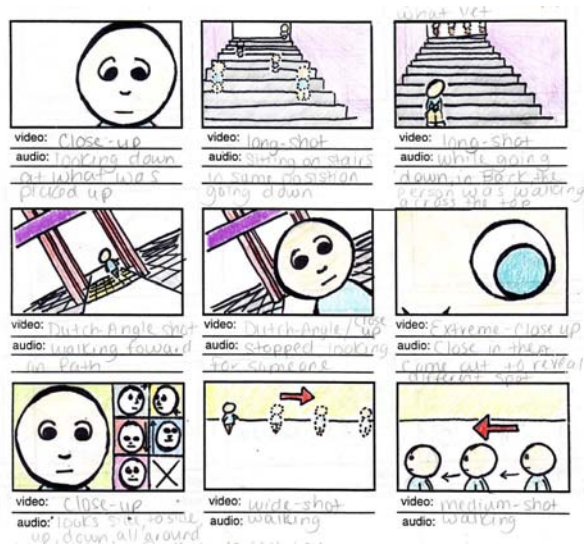 what yet
video: Close-up
audio: looking down
at what was
picked up
video: long-shot
audio: Sitting on stairs
in same posistion
going down
video: long-shot
audio: while going
down, in Back the
person was walking
across the top
video: Dutch-Angle shot
audio: walking foward
on Path
video: Dutch-Angle/close up
audio: Stopped looking
for someone
video: Extreme-Close up
audio: Close in then
Came out to reveal
different spot
video: Close-up
audio: looks side, to side,
up, down, all around
video: wide-shot
audio: walking
video: medium-shot
audio: walking